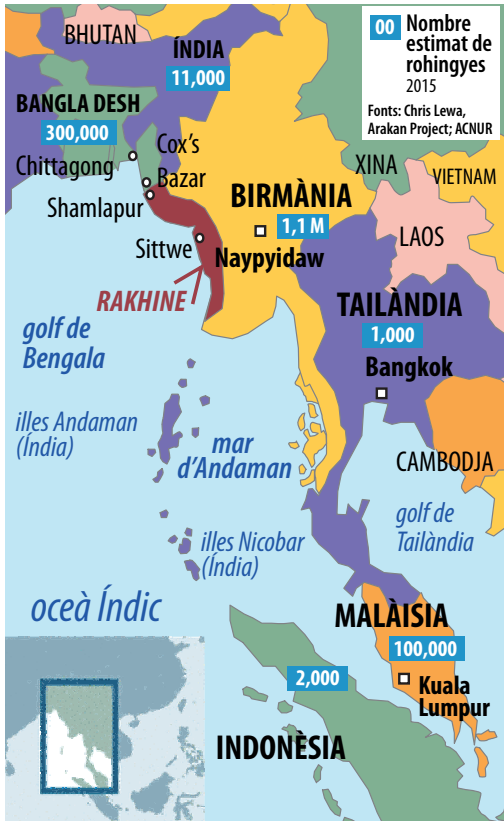 BHUTAN
ÍNDIA
11,000
00 Nombre
estimat de
rohingyes
2015
Fonts: Chris Lewa,
Arakan Project; ACNUR
BANGLA DESH
300,000
Chittagong
Cox's
Bazar
Shamlapur
Sittwe
RAKHINE
BIRMÀNIA
1,1 M
Naypyidaw
XINA
VIETNAM
LAOS
TAILÀNDIA
1,000
Bangkok
golf de
Bengala
illes Andaman
(Índia)
mar
d'Andaman
CAMBODJA
illes Nicobar
(Índia)
golf de
Tailàndia
oceà Índic
MALÀISIA
100,000
Kuala
Lumpur
2,000
INDONÈSIA